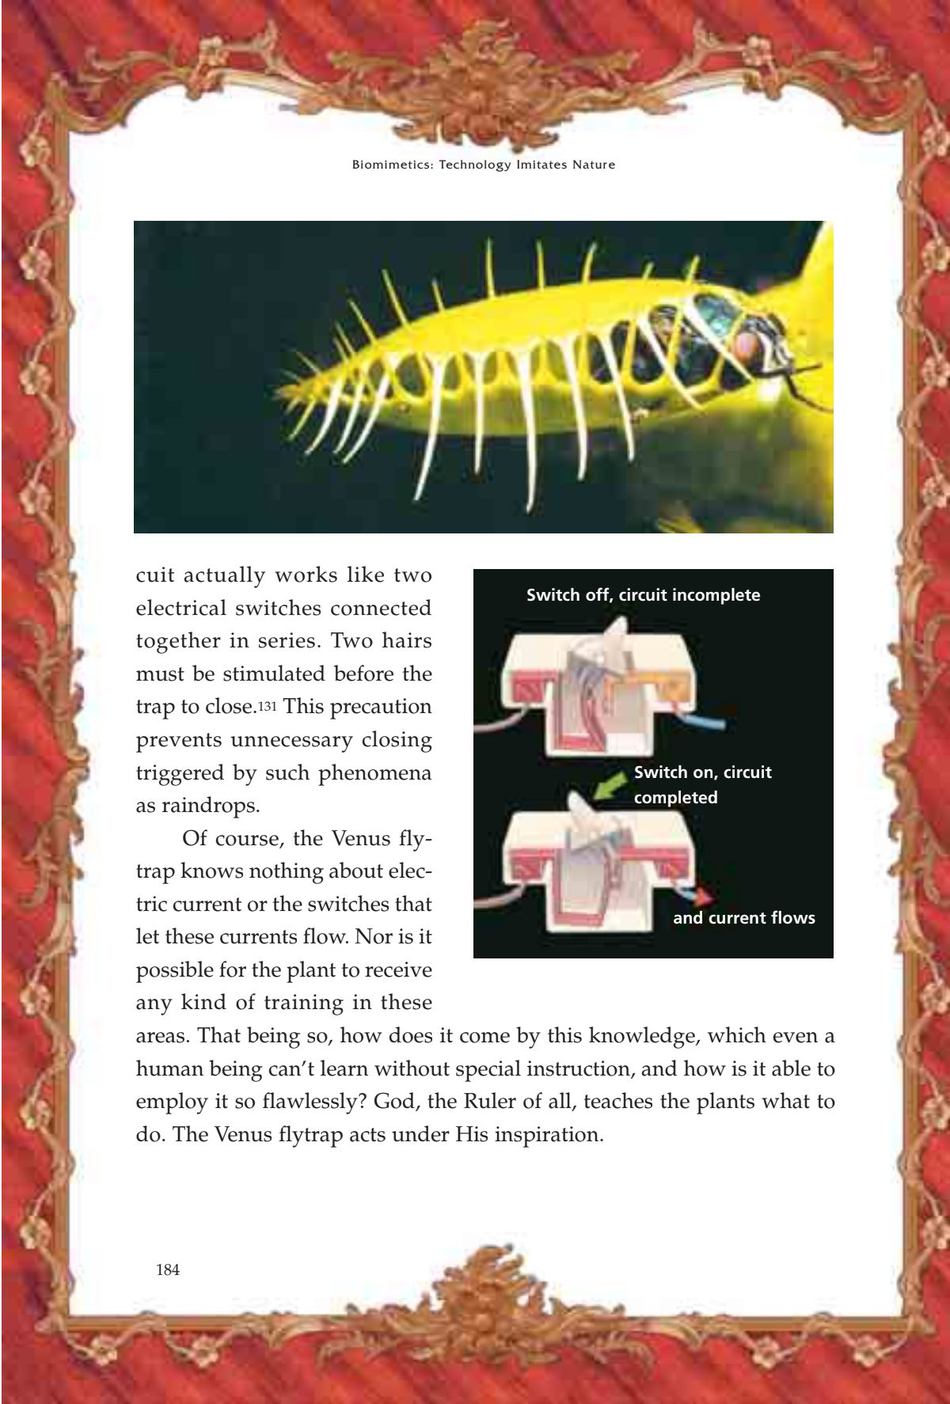 Biomimetics: Technology Imitates Nature
cuit actually works like two
electrical switches connected
together in series. Two hairs
must be stimulated before the
trap to close.131 This precaution
prevents unnecessary closing
triggered by such phenomena
as raindrops.
Of course, the Venus fly-
trap knows nothing about elec-
tric current or the switches that
let these currents flow. Nor is it
possible for the plant to receive
any kind of training in these
areas. That being so, how does it come by this knowledge, which even a
human being can't learn without special instruction, and how is it able to
employ it so flawlessly? God, the Ruler of all, teaches the plants what to
do. The Venus flytrap acts under His inspiration.
Switch off, circuit incomplete
Switch on, circuit
completed
and current flows
184